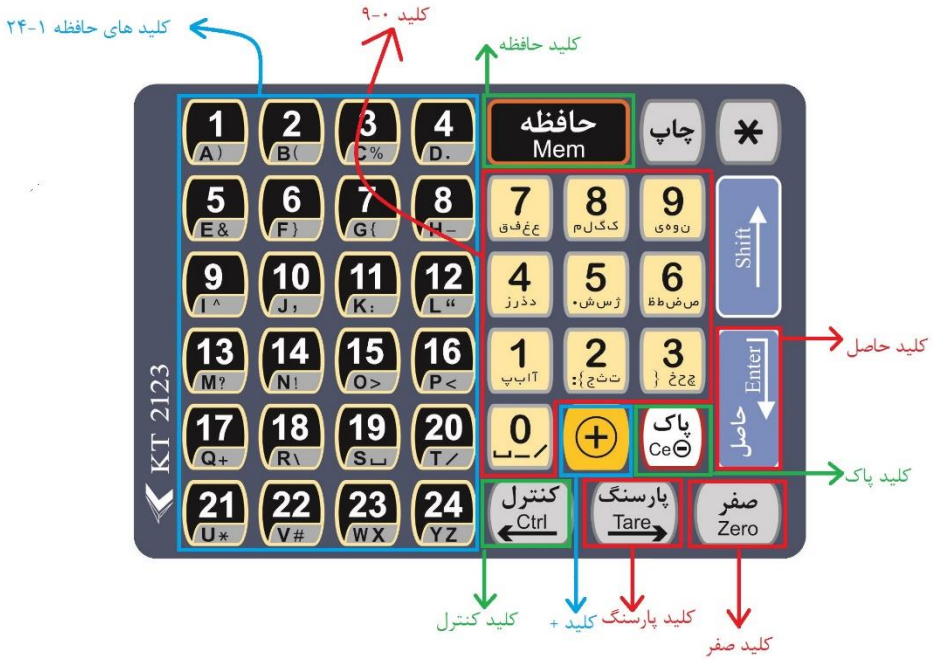 کلید ۰-۹
کلید های حافظه ۱-۲۴
کلید حافظه
1 A )
2 B (
3 C %
4 D .
حافظه
Mem
چاپ
*
5 E &
6 F }
7 G {
8 H –
7 ع غ ف ق
8 ک گ ل م
9 ن و ه ی
Shift
9 I ^
10 J ,
11 K :
12 L “
4 د ذ ر ز
5 ژ س ش .
6 ص ض ط ظ
13 M ?
14 N !
15 O >
16 P <
1 آ ا ب پ
2 ت ث ج } :
3 چ ح خ {
Enter
حاصل
کلید حاصل
KT 2123
17 Q +
18 R \
19 S ␣
20 T /
0 ␣ _ /
+
پاک
Ce⊖
کلید پاک
21 U *
22 V #
23 W X
24 Y Z
کنترل
Ctrl
پارسنگ
Tare
صفر
Zero
کلید کنترل
کلید +
کلید پارسنگ
کلید صفر